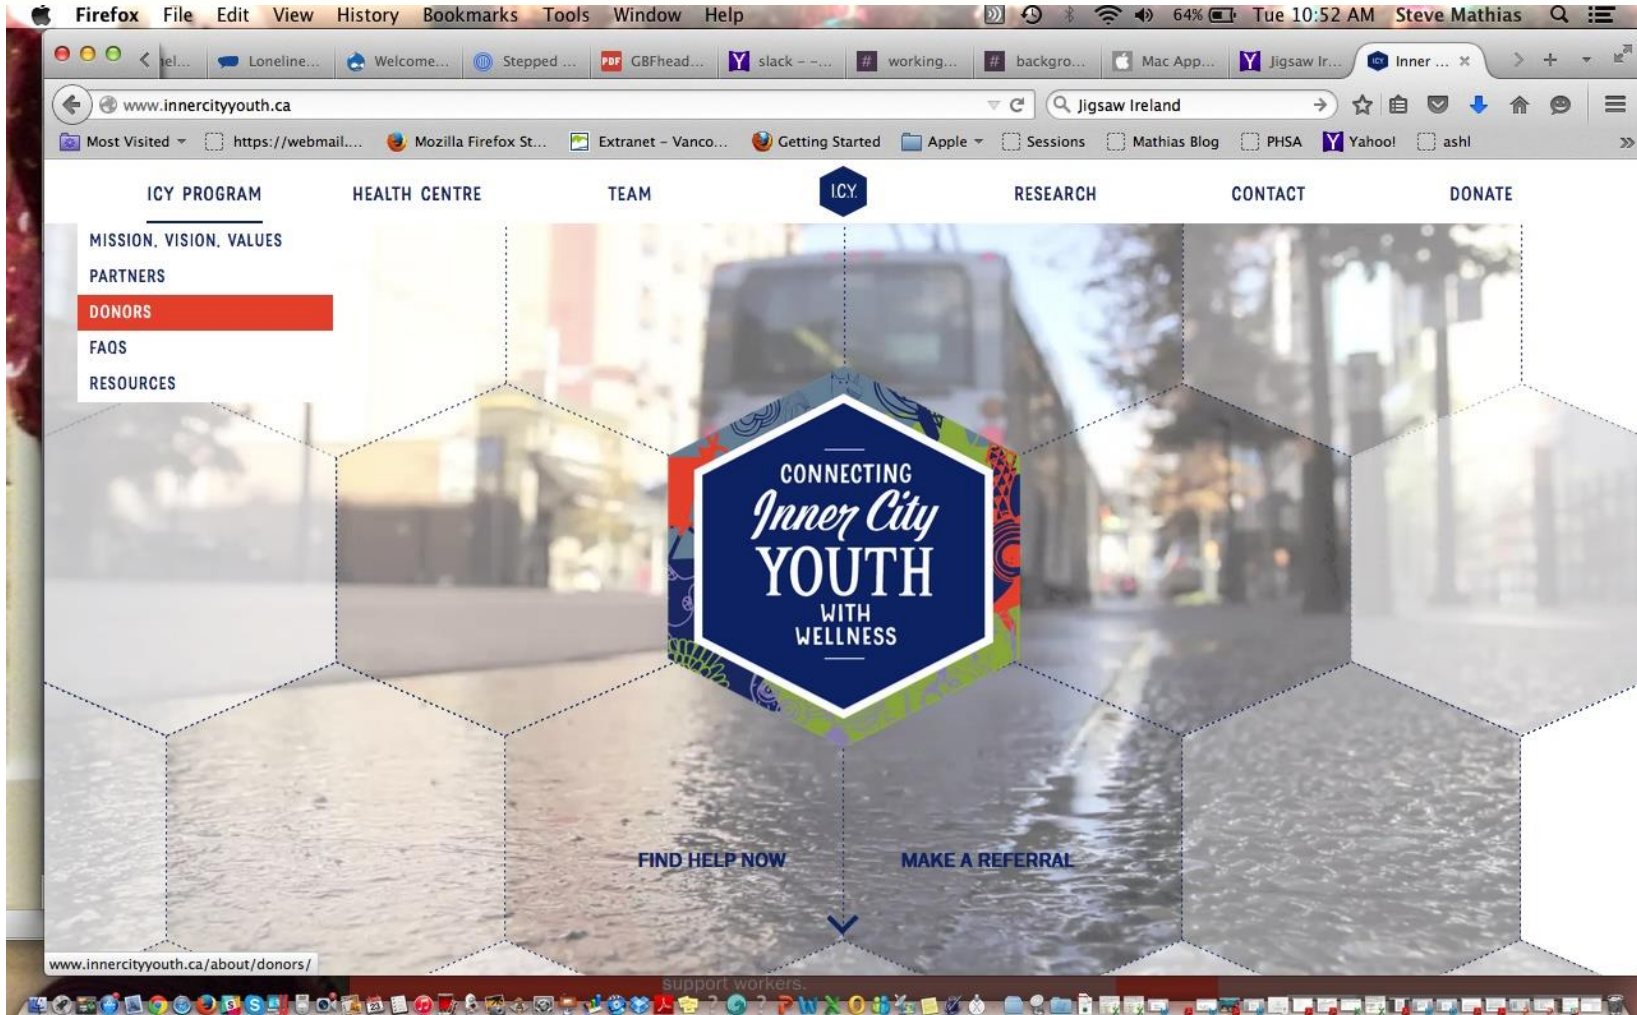 Firefox File Edit View History Bookmarks Tools Window Help 64% Tue 10:52 AM Steve Mathias
Loneline... Welcome... Stepped ... GBFhead... slack – –... working... backgro... Mac App... Jigsaw Ir... Inner ...
www.innercityyouth.ca Jigsaw Ireland
Most Visited https://webmail.... Mozilla Firefox St... Extranet – Vanco... Getting Started Apple Sessions Mathias Blog PHSA Yahoo! ashl
ICY PROGRAM HEALTH CENTRE TEAM I.C.Y. RESEARCH CONTACT DONATE
MISSION, VISION, VALUES
PARTNERS
DONORS
FAQS
RESOURCES
CONNECTING
Inner City
YOUTH
WITH
WELLNESS
FIND HELP NOW MAKE A REFERRAL
www.innercityyouth.ca/about/donors/
support workers.